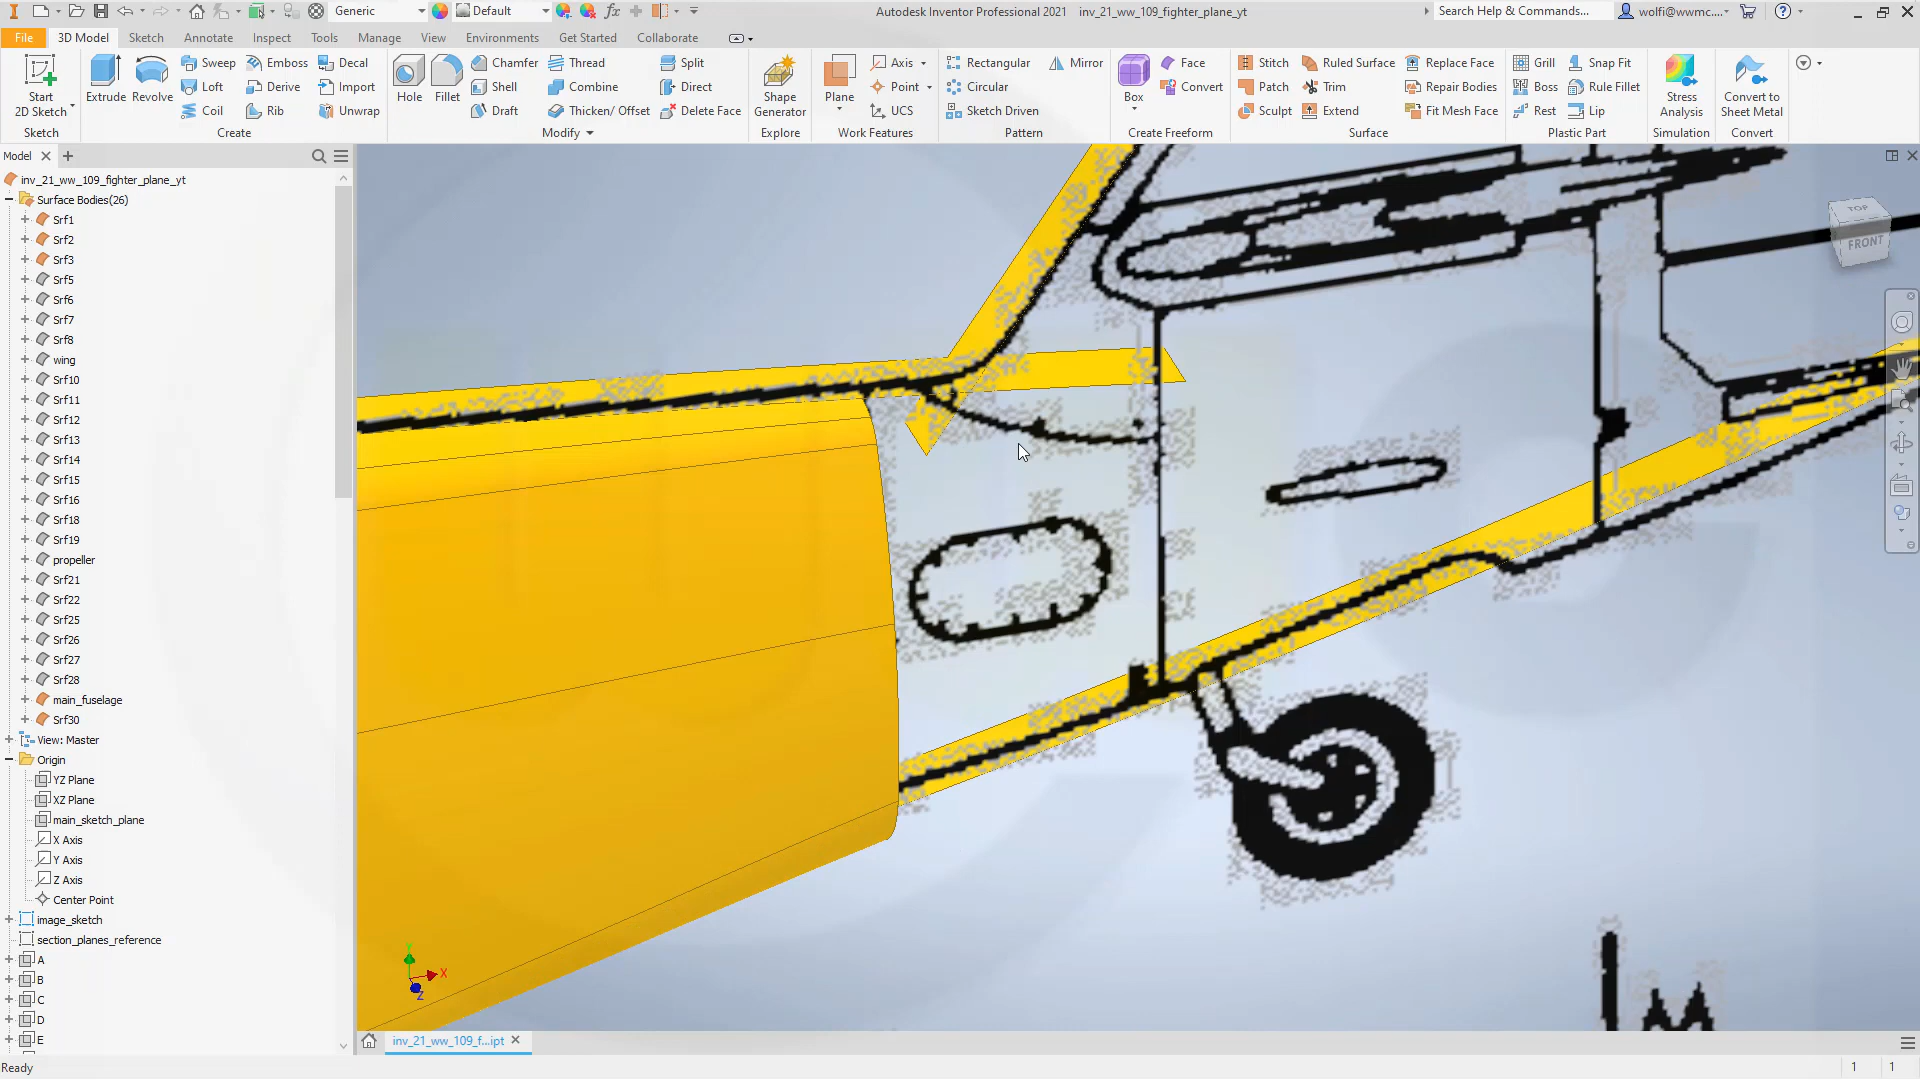 Generic
Default
fx
Autodesk Inventor Professional 2021 inv_21_ww_109_fighter_plane_yt
Search Help & Commands...
wolfi@wwmc....
File 3D Model Sketch Annotate Inspect Tools Manage View Environments Get Started Collaborate
Start
2D Sketch
Sketch
Extrude
Revolve
Sweep
Loft
Coil
Emboss
Derive
Rib
Decal
Import
Unwrap
Create
Hole
Fillet
Chamfer
Shell
Draft
Thread
Combine
Thicken/ Offset
Split
Direct
Delete Face
Modify
Shape
Generator
Explore
Plane
Axis
Point
UCS
Work Features
Rectangular
Circular
Sketch Driven
Mirror
Pattern
Box
Face
Convert
Create Freeform
Stitch
Patch
Sculpt
Ruled Surface
Trim
Extend
Replace Face
Repair Bodies
Fit Mesh Face
Surface
Grill
Boss
Rest
Snap Fit
Rule Fillet
Lip
Plastic Part
Stress
Analysis
Simulation
Convert to
Sheet Metal
Convert
Model
inv_21_ww_109_fighter_plane_yt
Surface Bodies(26)
Srf1
Srf2
Srf3
Srf5
Srf6
Srf7
Srf8
wing
Srf10
Srf11
Srf12
Srf13
Srf14
Srf15
Srf16
Srf18
Srf19
propeller
Srf21
Srf22
Srf25
Srf26
Srf27
Srf28
main_fuselage
Srf30
View: Master
Origin
YZ Plane
XZ Plane
main_sketch_plane
X Axis
Y Axis
Z Axis
Center Point
image_sketch
section_planes_reference
A
B
C
D
E
TOP
FRONT
Y
X
Z
inv_21_ww_109_f...ipt
Ready
1 1